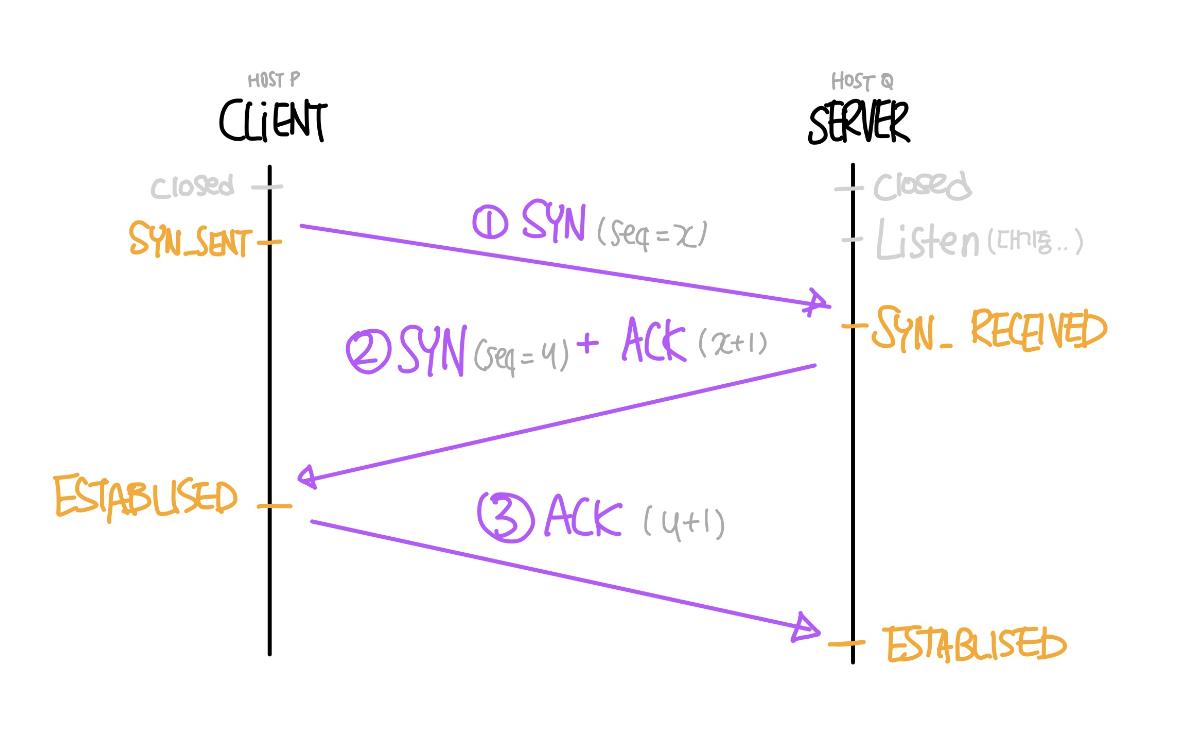 HOST P
CLiENT
HOST Q
SERVER
closed
closed
SYN_SENT
① SYN (seq=x)
Listen (대기중..)
SYN_ RECEIVED
② SYN (seq=y) + ACK (x+1)
ESTABLISED
③ ACK (y+1)
ESTABLISED